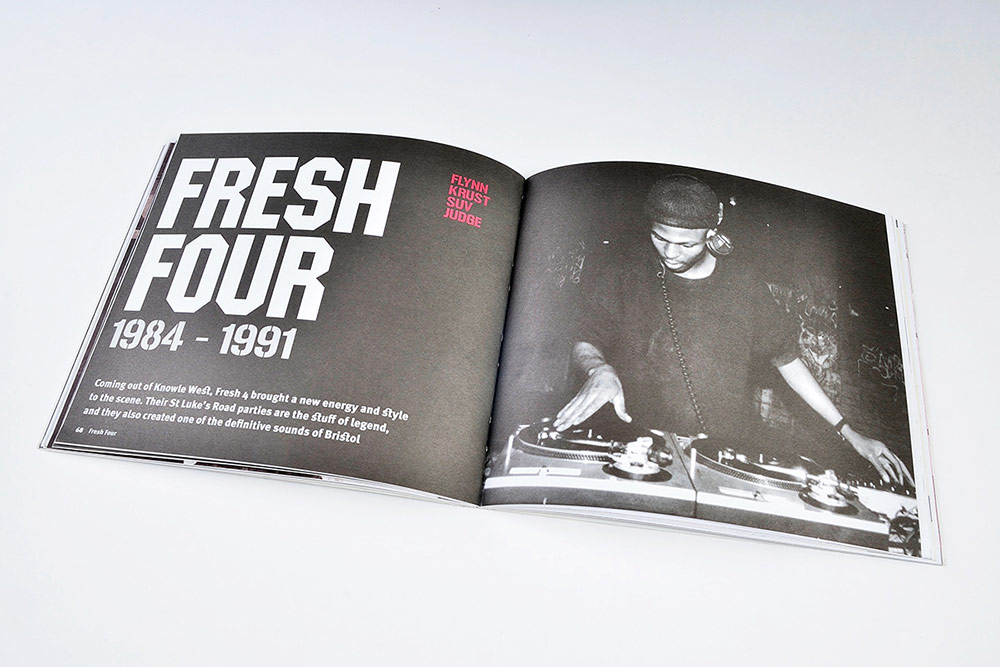 FRESH
FOUR
1984 - 1991
FLYNN
KRUST
SUV
JUDGE
Coming out of Knowle West, Fresh 4 brought a new energy and style
to the scene. Their St Luke's Road parties are the stuff of legend,
and they also created one of the definitive sounds of Bristol
68 Fresh Four